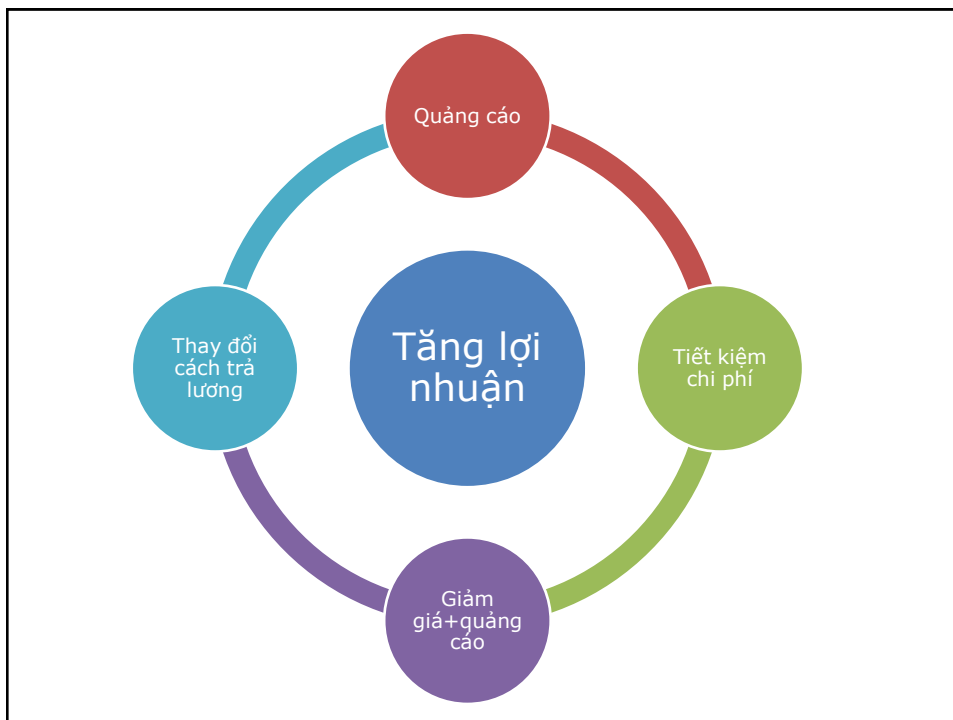 Quảng cáo
Tăng lợi
nhuận
Tiết kiệm
chi phí
Giảm
giá+quảng
cáo
Thay đổi
cách trả
lương